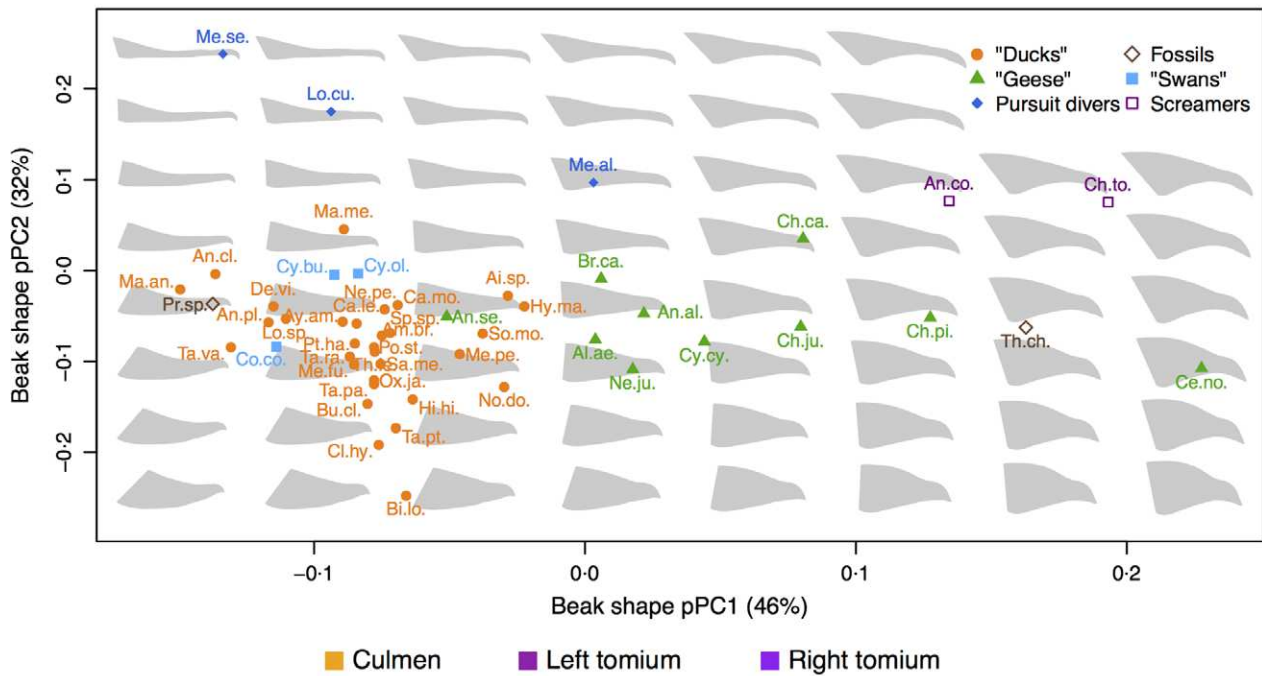 Me.se.
Lo.cu.
Me.al.
An.co.
Ch.to.
"Ducks"
"Geese"
Pursuit divers
Fossils
"Swans"
Screamers
Ma.me.
Ch.ca.
An.cl.
Cy.bu.
Cy.ol.
Br.ca.
Ma.an.
De.vi.
Ne.pe.
Ai.sp.
Pr.sp.
Ca.le.
Ca.mo.
Hy.ma.
An.pl.
Ay.am.
Sp.sp.
An.se.
An.al.
Ch.pi.
Lo.sp.
Am.br.
So.mo.
Ch.ju.
Th.ch.
Ta.va.
Co.co.
Pt.ha.
Po.st.
Me.pe.
Al.ae.
Cy.cy.
Ta.ra.
Sa.me.
Me.fu.
Ne.ju.
Ce.no.
Ox.ja.
Ta.pa.
No.do.
Bu.cl.
Hi.hi.
Ta.pt.
Cl.hy.
Bi.lo.
0·2
0·1
0·0
−0·1
−0·2
Beak shape pPC2 (32%)
−0·1
0·0
0·1
0·2
Beak shape pPC1 (46%)
Culmen
Left tomium
Right tomium